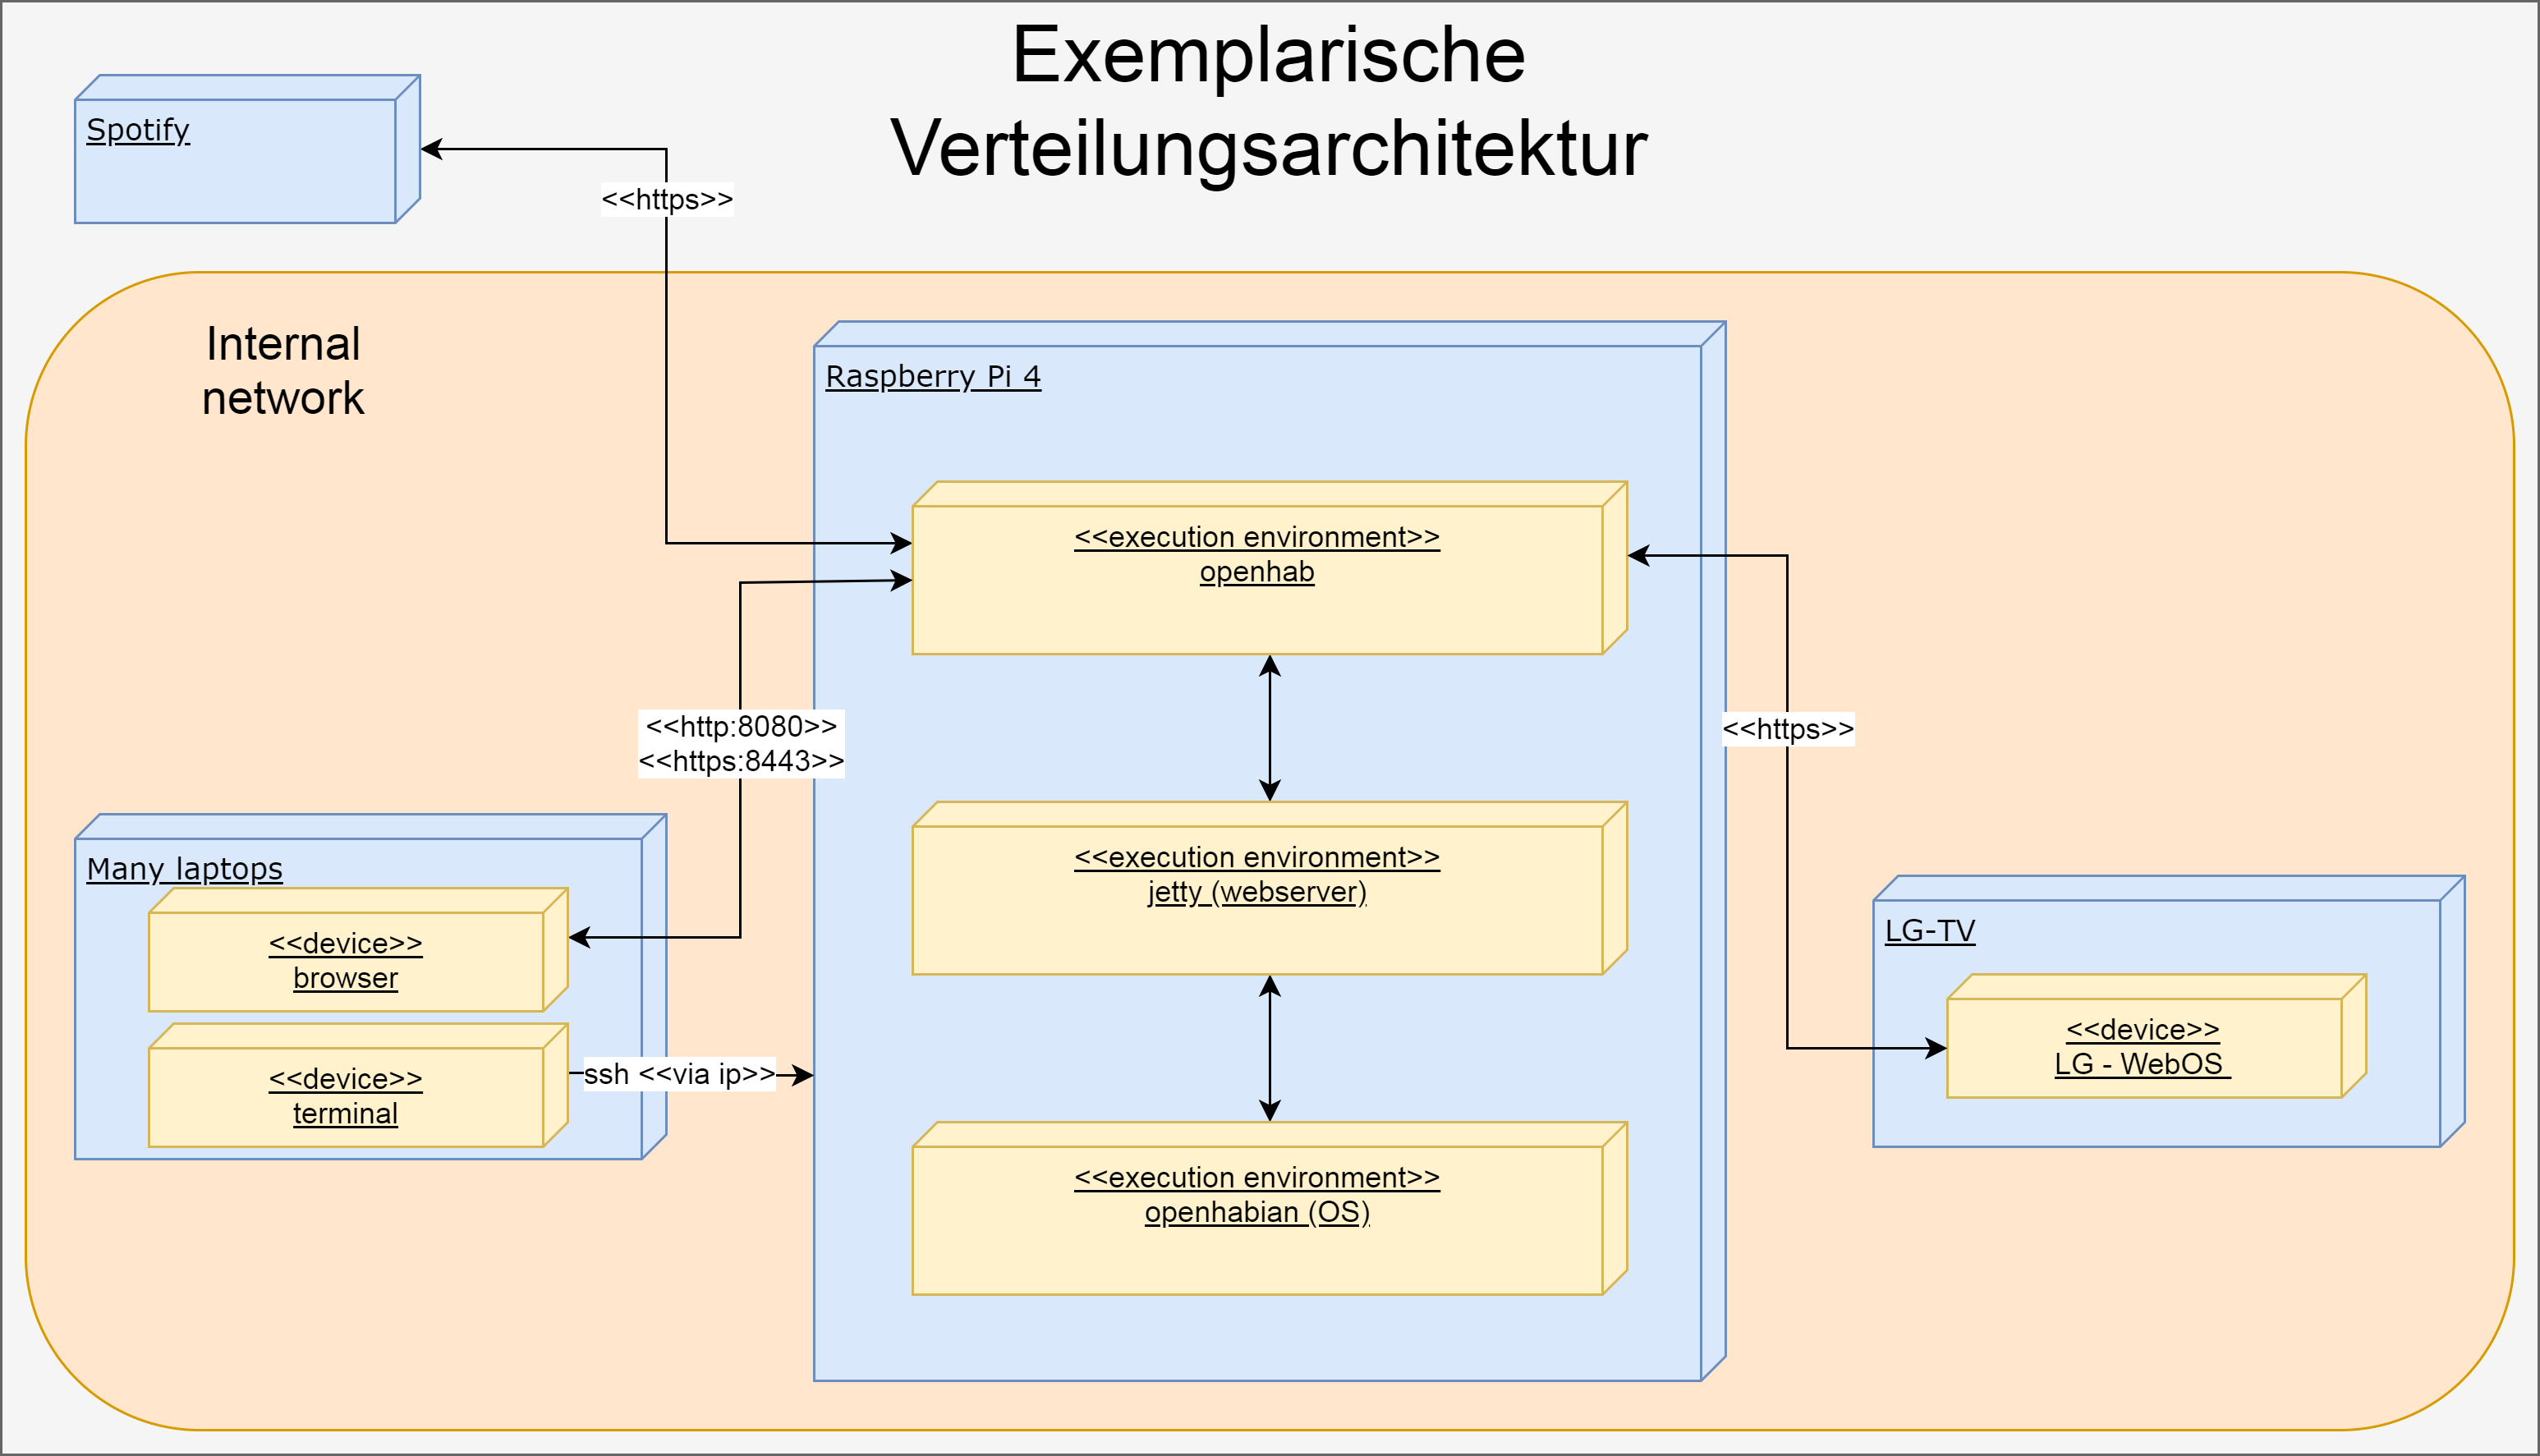 Exemplarische
Verteilungsarchitektur
Spotify
<<https>>
Internal
network
Raspberry Pi 4
<<execution environment>>
openhab
<<http:8080>>
<<https:8443>>
<<https>>
Many laptops
<<device>>
browser
<<device>>
terminal
ssh <<via ip>>
<<execution environment>>
jetty (webserver)
<<execution environment>>
openhabian (OS)
LG-TV
<<device>>
LG - WebOS